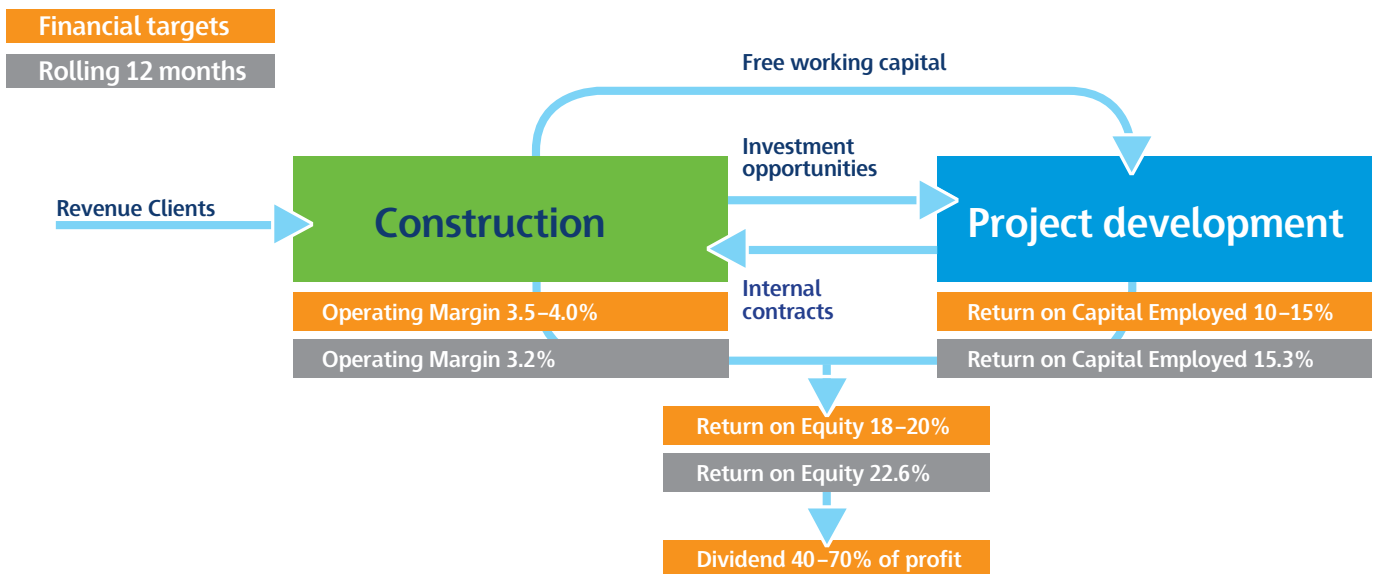 Financial targets
Rolling 12 months
Free working capital
Investment
opportunities
Revenue Clients
Construction
Project development
Internal
contracts
Operating Margin 3.5–4.0%
Return on Capital Employed 10–15%
Operating Margin 3.2%
Return on Capital Employed 15.3%
Return on Equity 18–20%
Return on Equity 22.6%
Dividend 40–70% of profit